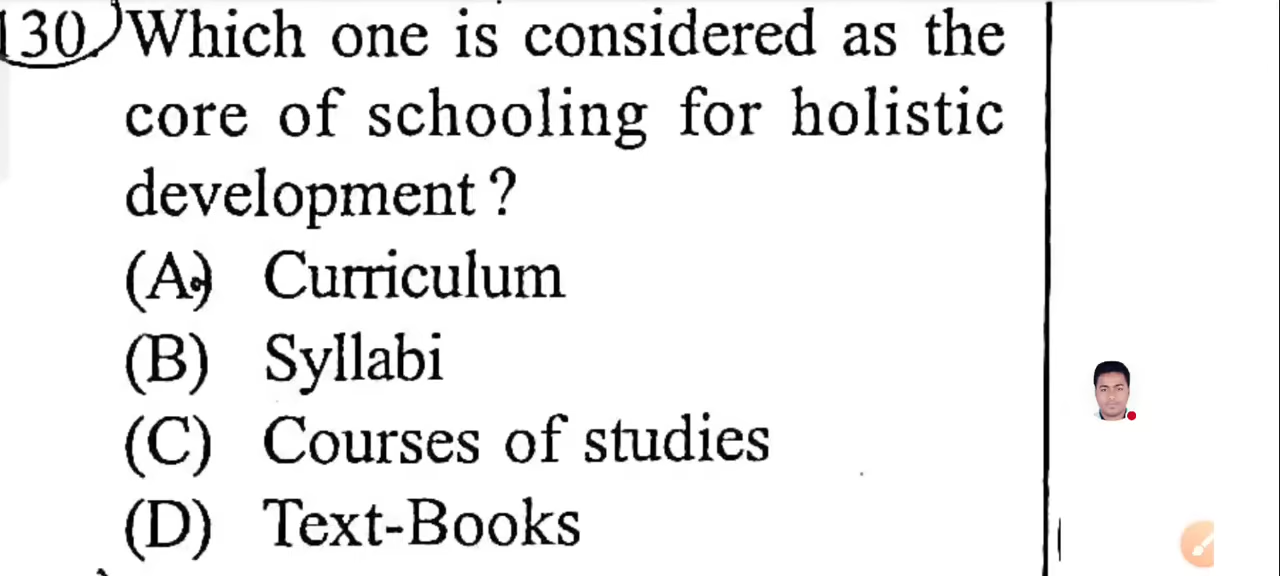 130) Which one is considered as the
core of schooling for holistic
development ?
(A) Curriculum
(B) Syllabi
(C) Courses of studies
(D) Text-Books